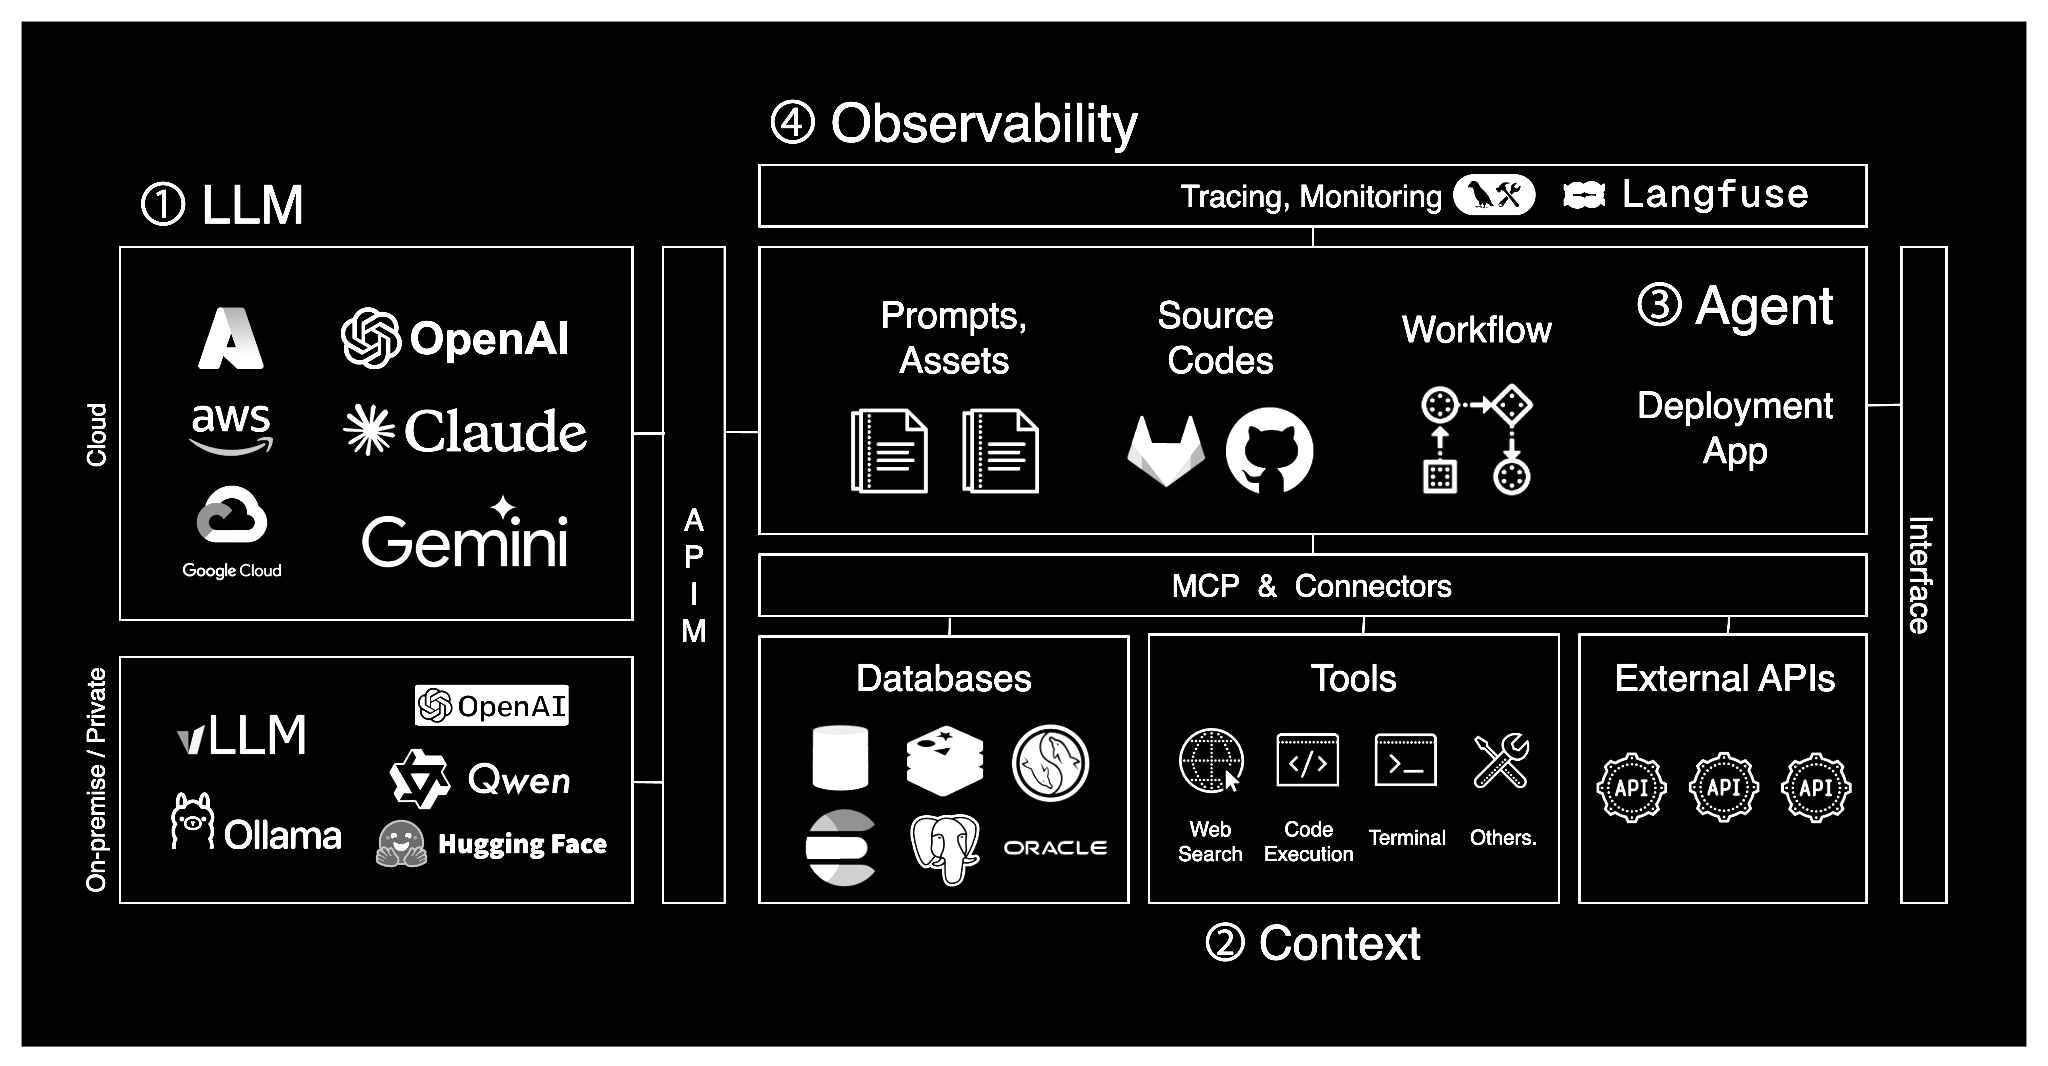 ④ Observability
Tracing, Monitoring
Langfuse
① LLM
Cloud
OpenAI
aws
Claude
Google Cloud
Gemini
On-premise / Private
vLLM
OpenAI
Qwen
Ollama
Hugging Face
APIM
③ Agent
Prompts,
Assets
Source
Codes
Workflow
Deployment
App
MCP & Connectors
Interface
Databases
ORACLE
Tools
Web
Search
Code
Execution
Terminal
Others.
External APIs
API
API
API
② Context